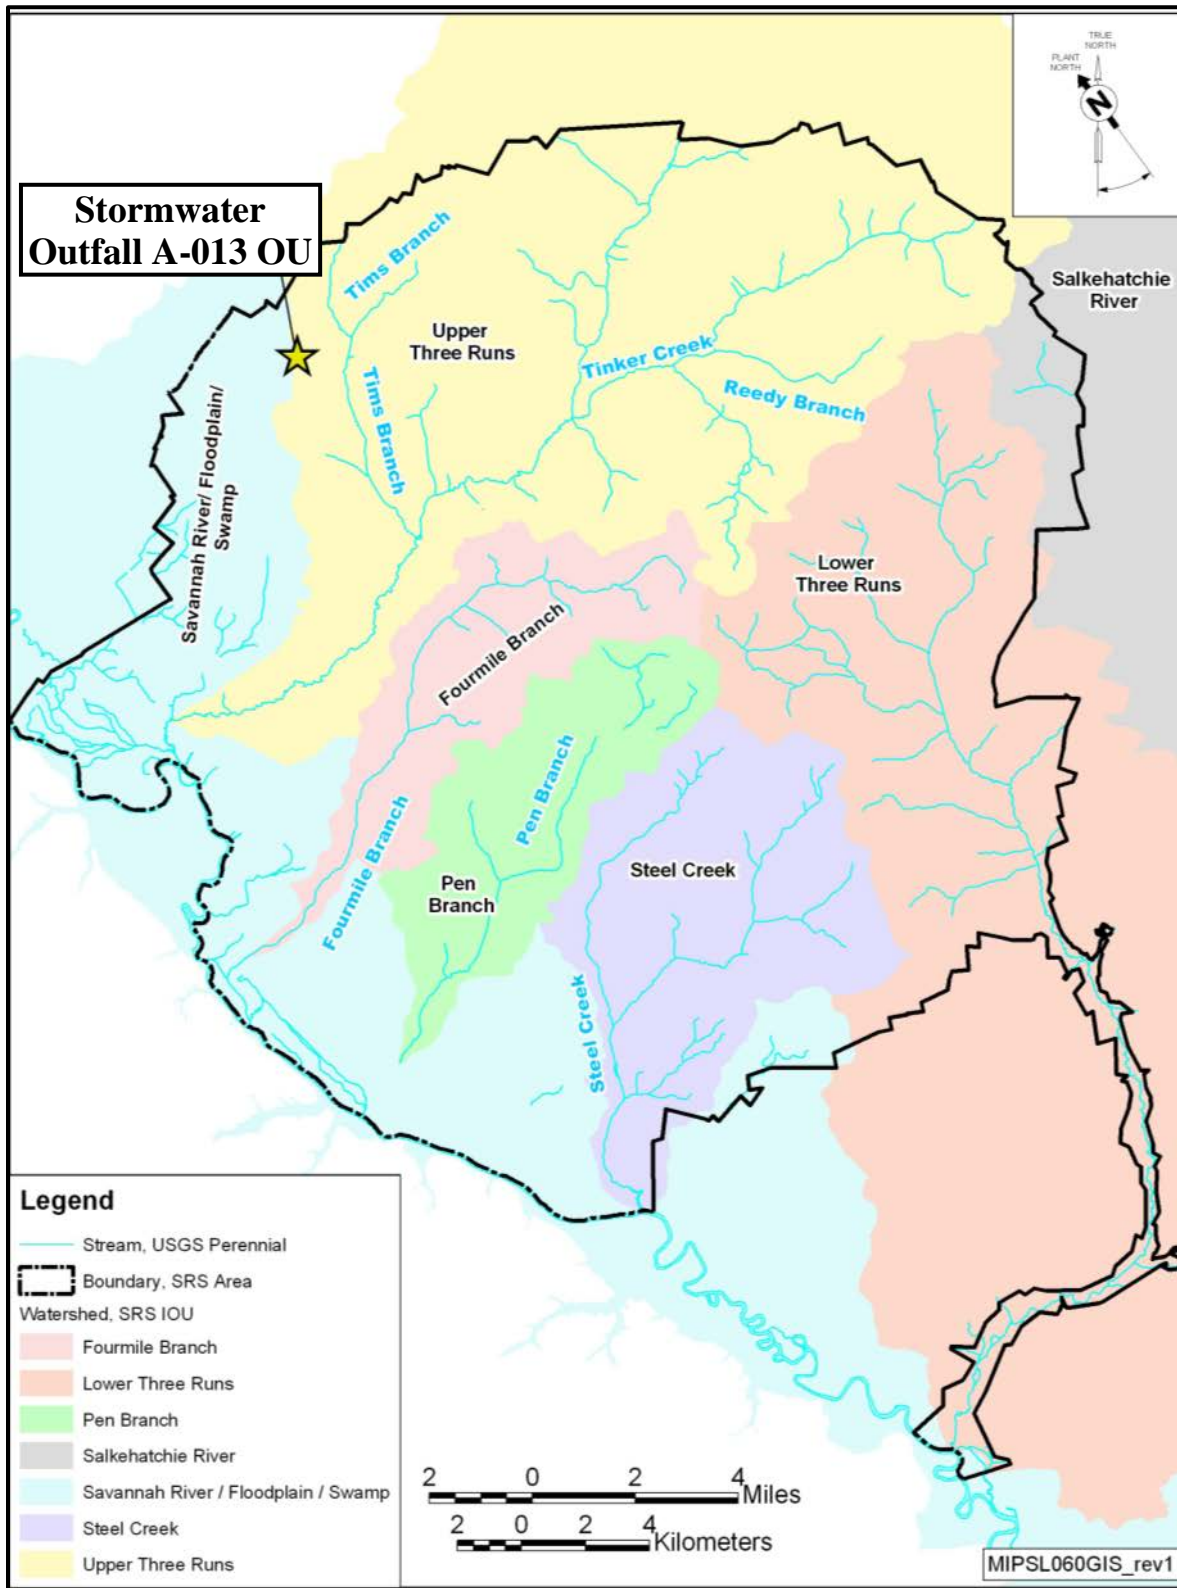 TRUE
NORTH
PLANT
NORTH
N
Stormwater
Outfall A-013 OU
Tims Branch
Salkehatchie
River
Upper
Three Runs
Tinker Creek
Reedy Branch
Tims Branch
Savannah River/ Floodplain/
Swamp
Lower
Three Runs
Fourmile Branch
Pen Branch
Fourmile Branch
Steel Creek
Pen
Branch
Steel Creek
Legend
Stream, USGS Perennial
Boundary, SRS Area
Watershed, SRS IOU
Fourmile Branch
Lower Three Runs
Pen Branch
Salkehatchie River
Savannah River / Floodplain / Swamp
Steel Creek
Upper Three Runs
2 0 2 4
Miles
2 0 2 4
Kilometers
MIPSL060GIS_rev1